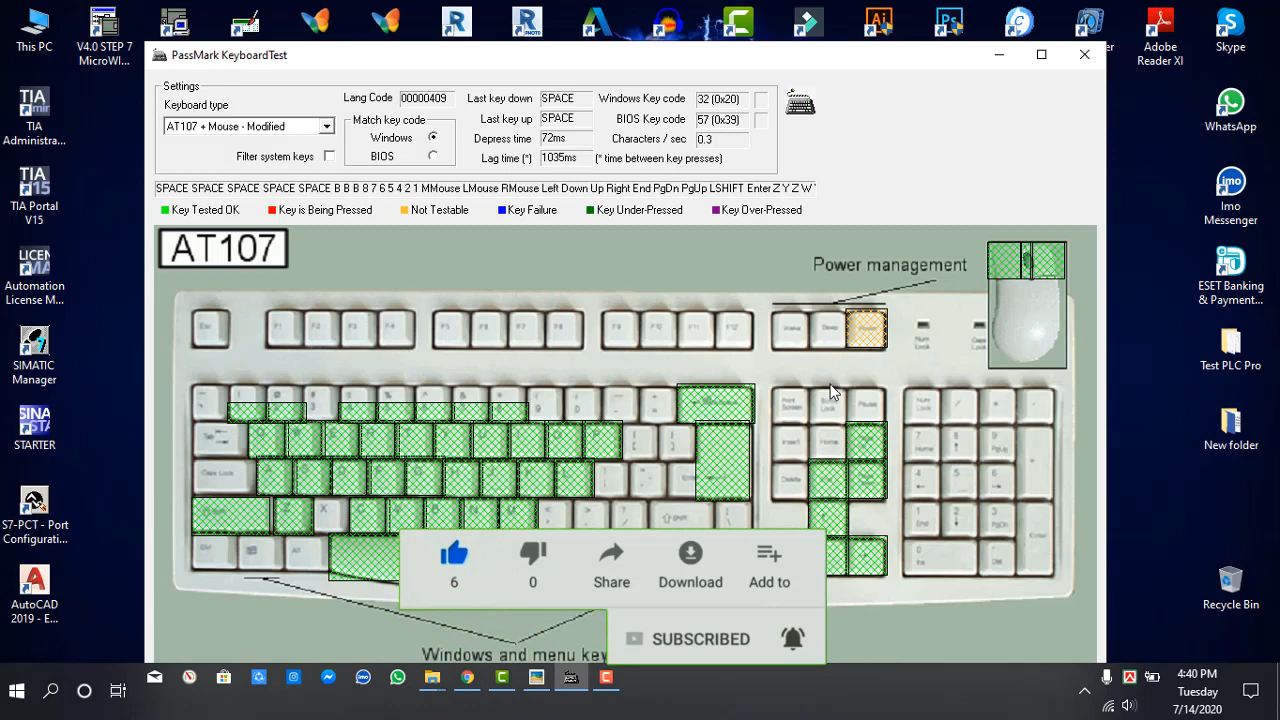 This PC
V4.0 STEP 7
MicroWI...
Adobe
Reader XI
Skype
PassMark KeyboardTest
Settings
Keyboard type
AT107 + Mouse - Modified
Filter system keys
Lang Code 00000409
Match key code
Windows
BIOS
Last key down SPACE
Last key up SPACE
Depress time 72ms
Lag time (*) 1035ms
Windows Key code 32 (0x20)
BIOS Key code 57 (0x39)
Characters / sec 0.3
(* time between key presses)
SPACE SPACE SPACE SPACE SPACE B B B 8 7 6 5 4 2 1 MMouse LMouse RMouse Left Down Up Right End PgDn PgUp LSHIFT Enter Z Y Z W
Key Tested OK
Key is Being Pressed
Not Testable
Key Failure
Key Under-Pressed
Key Over-Pressed
AT107
Power management
Windows and menu key
TIA
Administra...
TIA Portal
V15
Automation
License M...
SIMATIC
Manager
STARTER
S7-PCT - Port
Configurati...
AutoCAD
2019 - E...
WhatsApp
Imo
Messenger
ESET Banking
& Payment...
Test PLC Pro
New folder
Recycle Bin
6
0
Share
Download
Add to
SUBSCRIBED
4:40 PM
Tuesday
7/14/2020